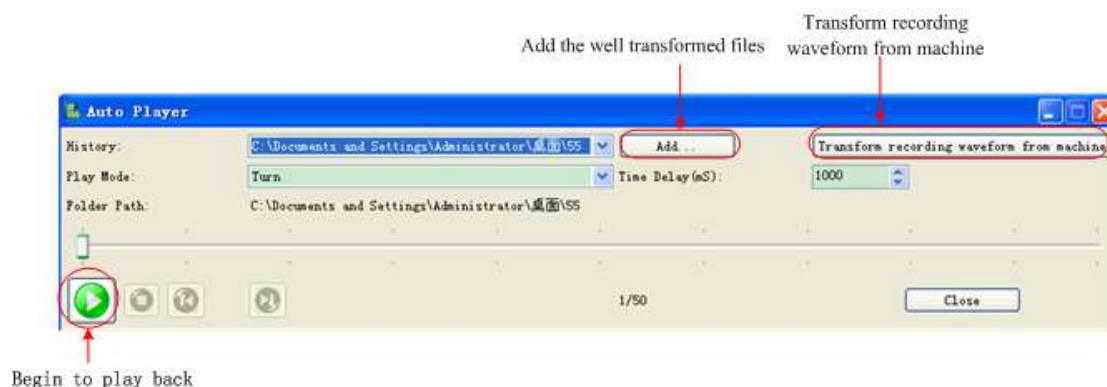 Transform recording
Add the well transformed files
waveform from machine
Auto Player
History:
C:\Documents and Settings\Administrator\桌面\55
Add...
Transform recording waveform from machine
Play Mode:
Turn
Time Delay(mS):
1000
Folder Path:
C:\Documents and Settings\Administrator\桌面\55
1/50
Close
Begin to play back